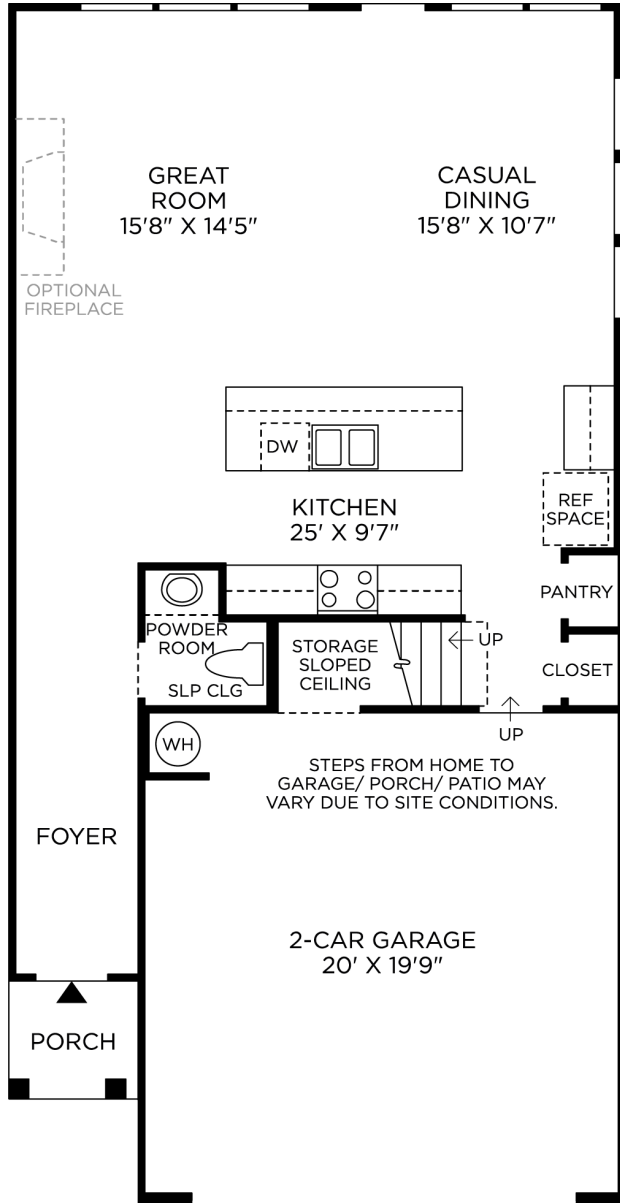 GREAT
ROOM
15'8" X 14'5"
CASUAL
DINING
15'8" X 10'7"
OPTIONAL
FIREPLACE
DW
KITCHEN
25' X 9'7"
REF
SPACE
PANTRY
POWDER
ROOM
SLP CLG
STORAGE
SLOPED
CEILING
UP
CLOSET
UP
WH
STEPS FROM HOME TO
GARAGE/ PORCH/ PATIO MAY
VARY DUE TO SITE CONDITIONS.
FOYER
2-CAR GARAGE
20' X 19'9"
PORCH